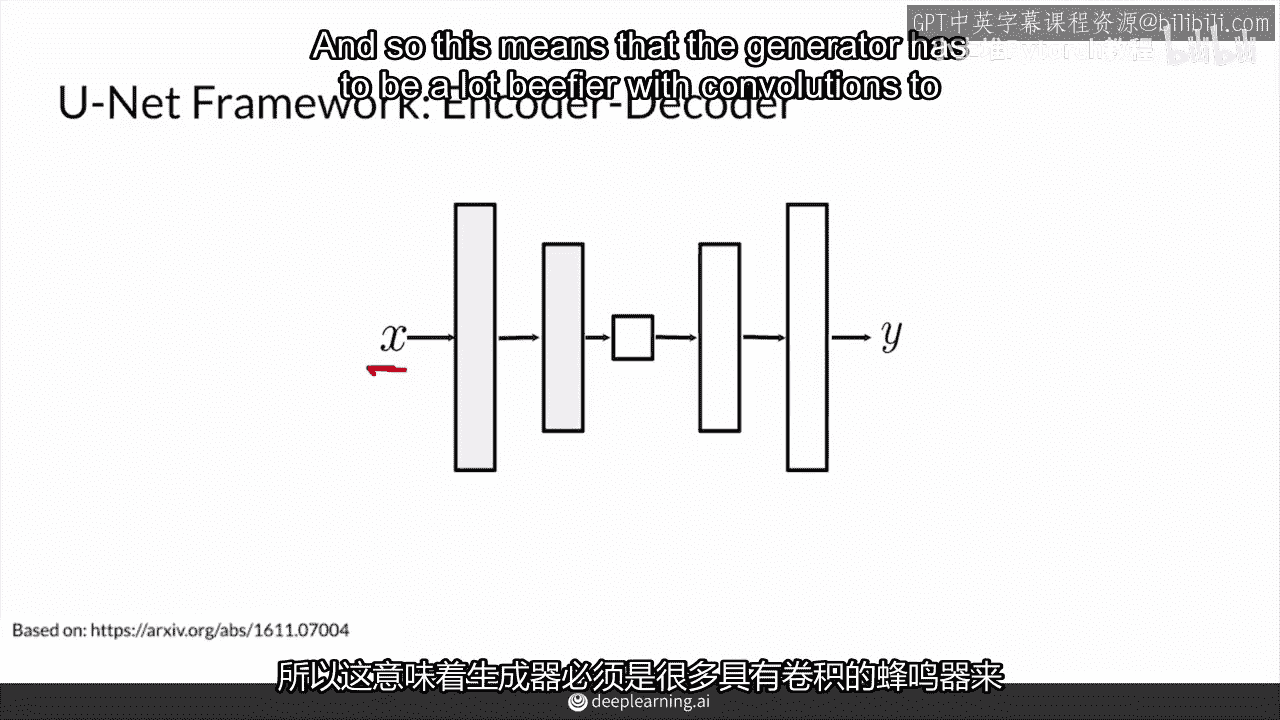 GPT中英字幕课程资源@bilibili.com
And so this means that the generator has
to be a lot beefier with convolutions to
U-Net Framework: Encoder-Decoder
x
y
Based on: https://arxiv.org/abs/1611.07004
所以这意味着生成器必须是很多具有卷积的蜂鸣器来
deeplearning.ai